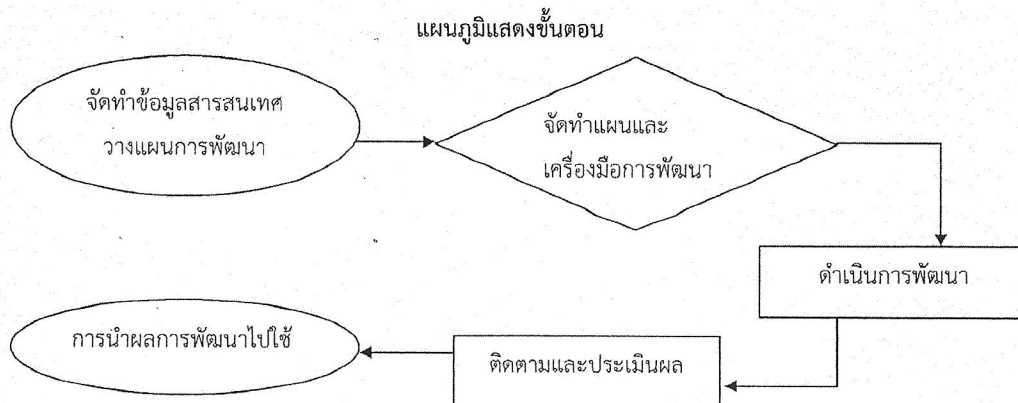 แผนภูมิแสดงขั้นตอน
จัดทำข้อมูลสารสนเทศ
วางแผนการพัฒนา
จัดทำแผนและ
เครื่องมือการพัฒนา
ดำเนินการพัฒนา
ติดตามและประเมินผล
การนำผลการพัฒนาไปใช้